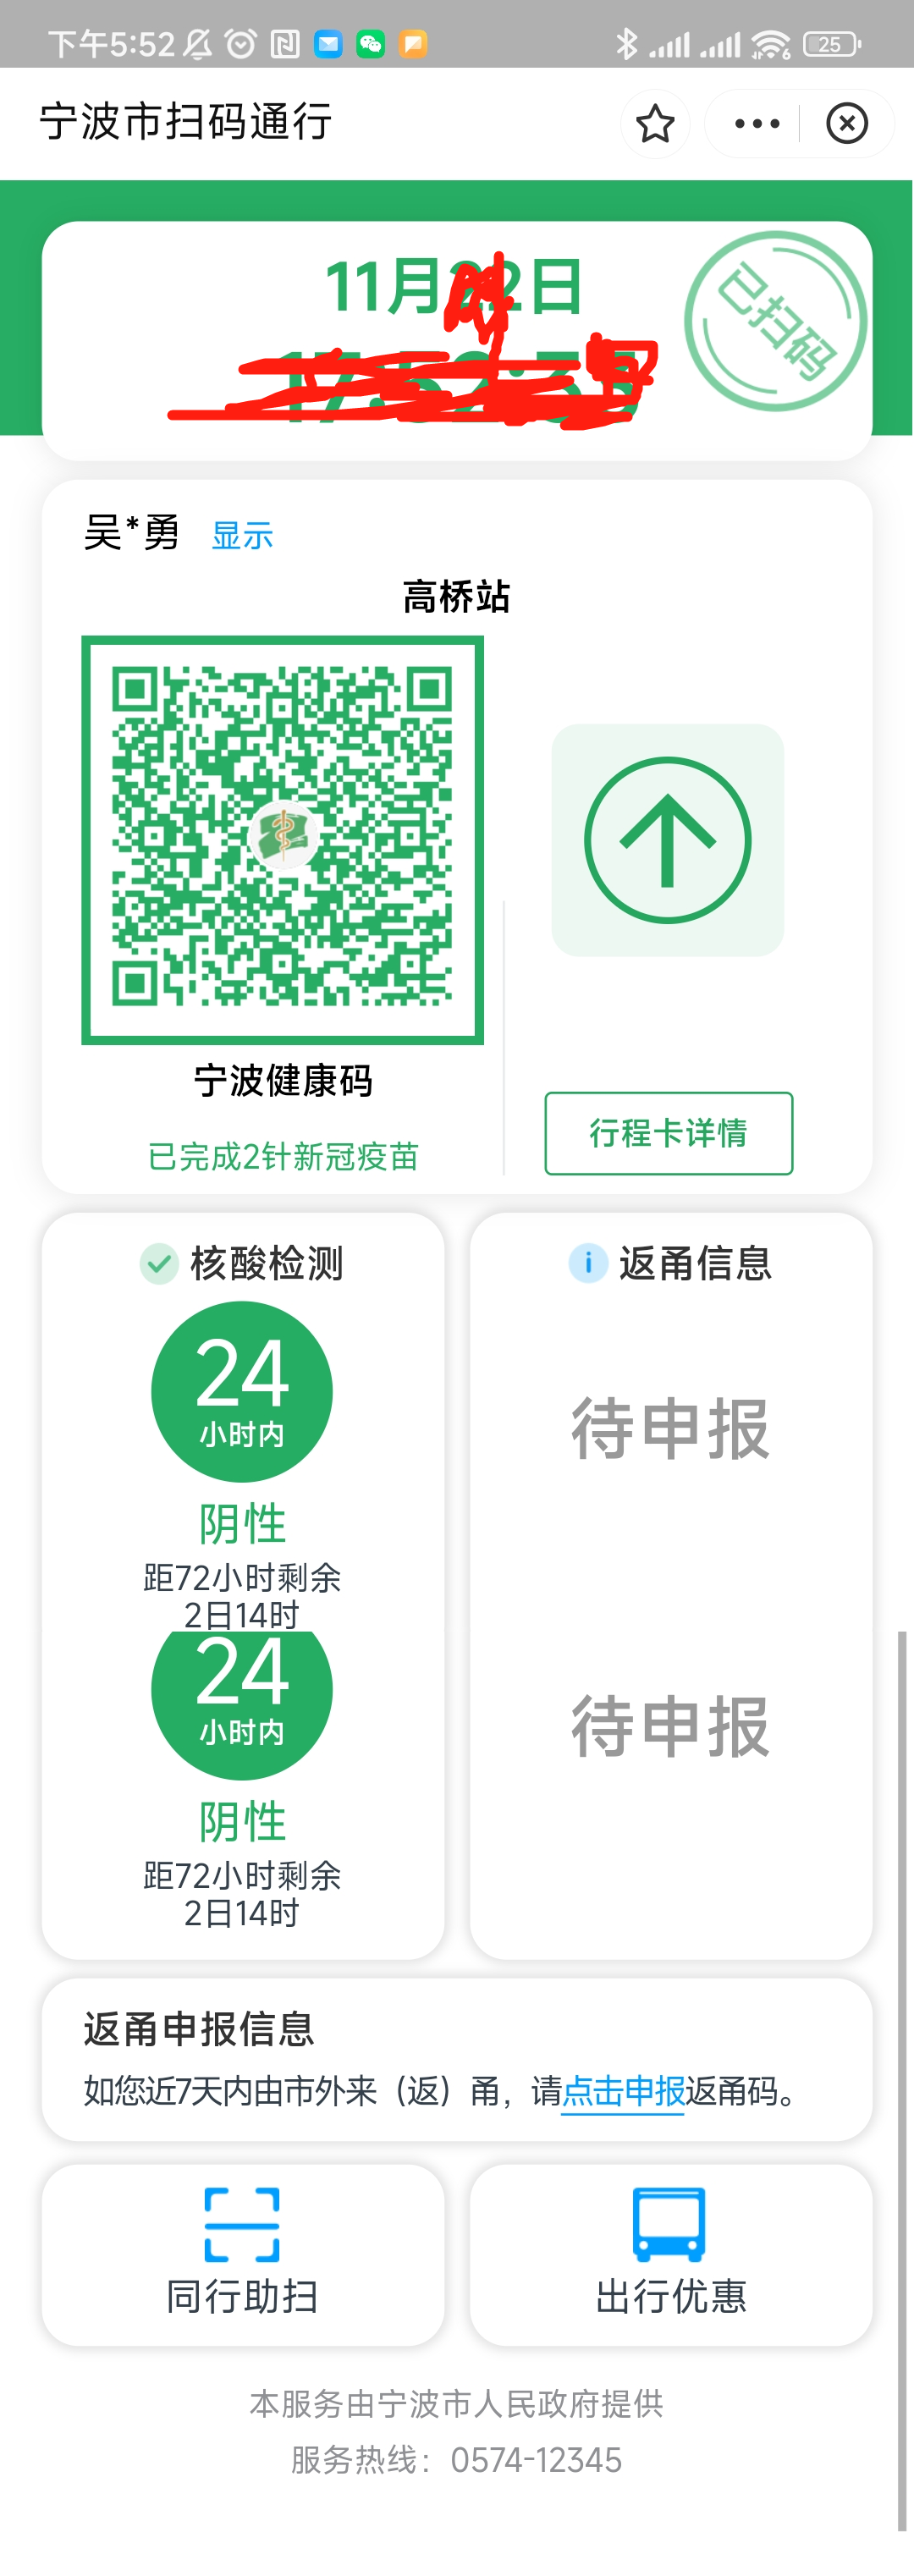 下午5:52
25
宁波市扫码通行
11月22日
已扫码
吴*勇 显示
高桥站
宁波健康码
已完成2针新冠疫苗
行程卡详情
核酸检测
24
小时内
阴性
距72小时剩余
2日14时
24
小时内
阴性
距72小时剩余
2日14时
返甬信息
待申报
待申报
返甬申报信息
如您近7天内由市外来（返）甬，请点击申报返甬码。
同行助扫
出行优惠
本服务由宁波市人民政府提供
服务热线：0574-12345